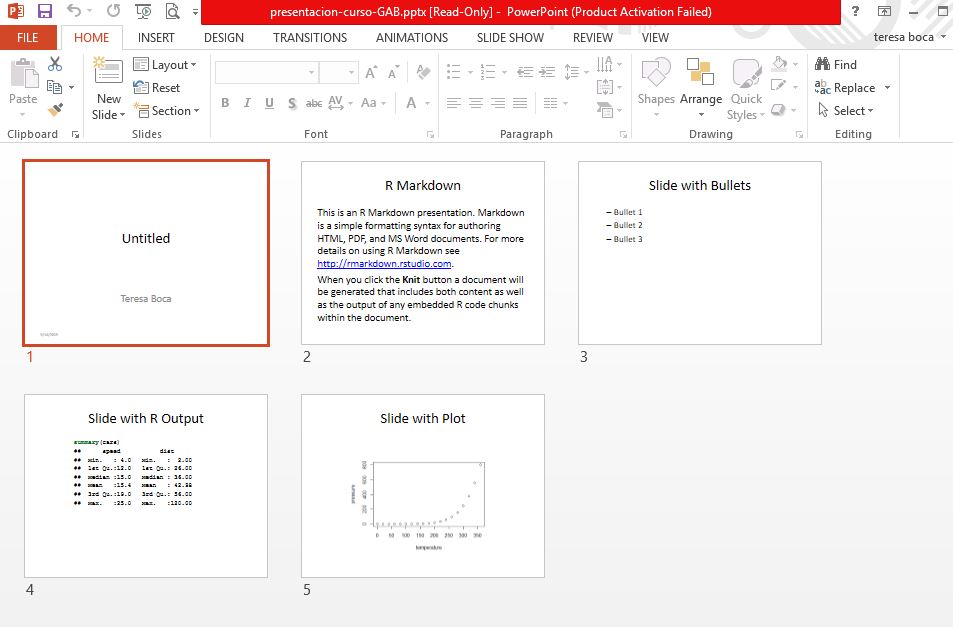 presentacion-curso-GAB.pptx [Read-Only] - PowerPoint (Product Activation Failed)
FILE HOME INSERT DESIGN TRANSITIONS ANIMATIONS SLIDE SHOW REVIEW VIEW teresa boca
Paste
Clipboard
New Slide
Layout
Reset
Section
Slides
B I U S abc AV Aa A
Font
Paragraph
Shapes Arrange Quick Styles
Drawing
Find
Replace
Select
Editing
Untitled
Teresa Boca
1
R Markdown
This is an R Markdown presentation. Markdown
is a simple formatting syntax for authoring
HTML, PDF, and MS Word documents. For more
details on using R Markdown see
http://rmarkdown.rstudio.com.
When you click the Knit button a document will
be generated that includes both content as well
as the output of any embedded R code chunks
within the document.
2
Slide with Bullets
– Bullet 1
– Bullet 2
– Bullet 3
3
Slide with R Output
summary(cars)
## speed dist
## Min. : 4.0 Min. : 2.00
## 1st Qu.:12.0 1st Qu.: 26.00
## Median :15.0 Median : 36.00
## Mean :15.4 Mean : 42.98
## 3rd Qu.:19.0 3rd Qu.: 56.00
## Max. :25.0 Max. :120.00
4
Slide with Plot
pressure
0 200 400 600 800
0 50 100 150 200 250 300 350
temperature
5